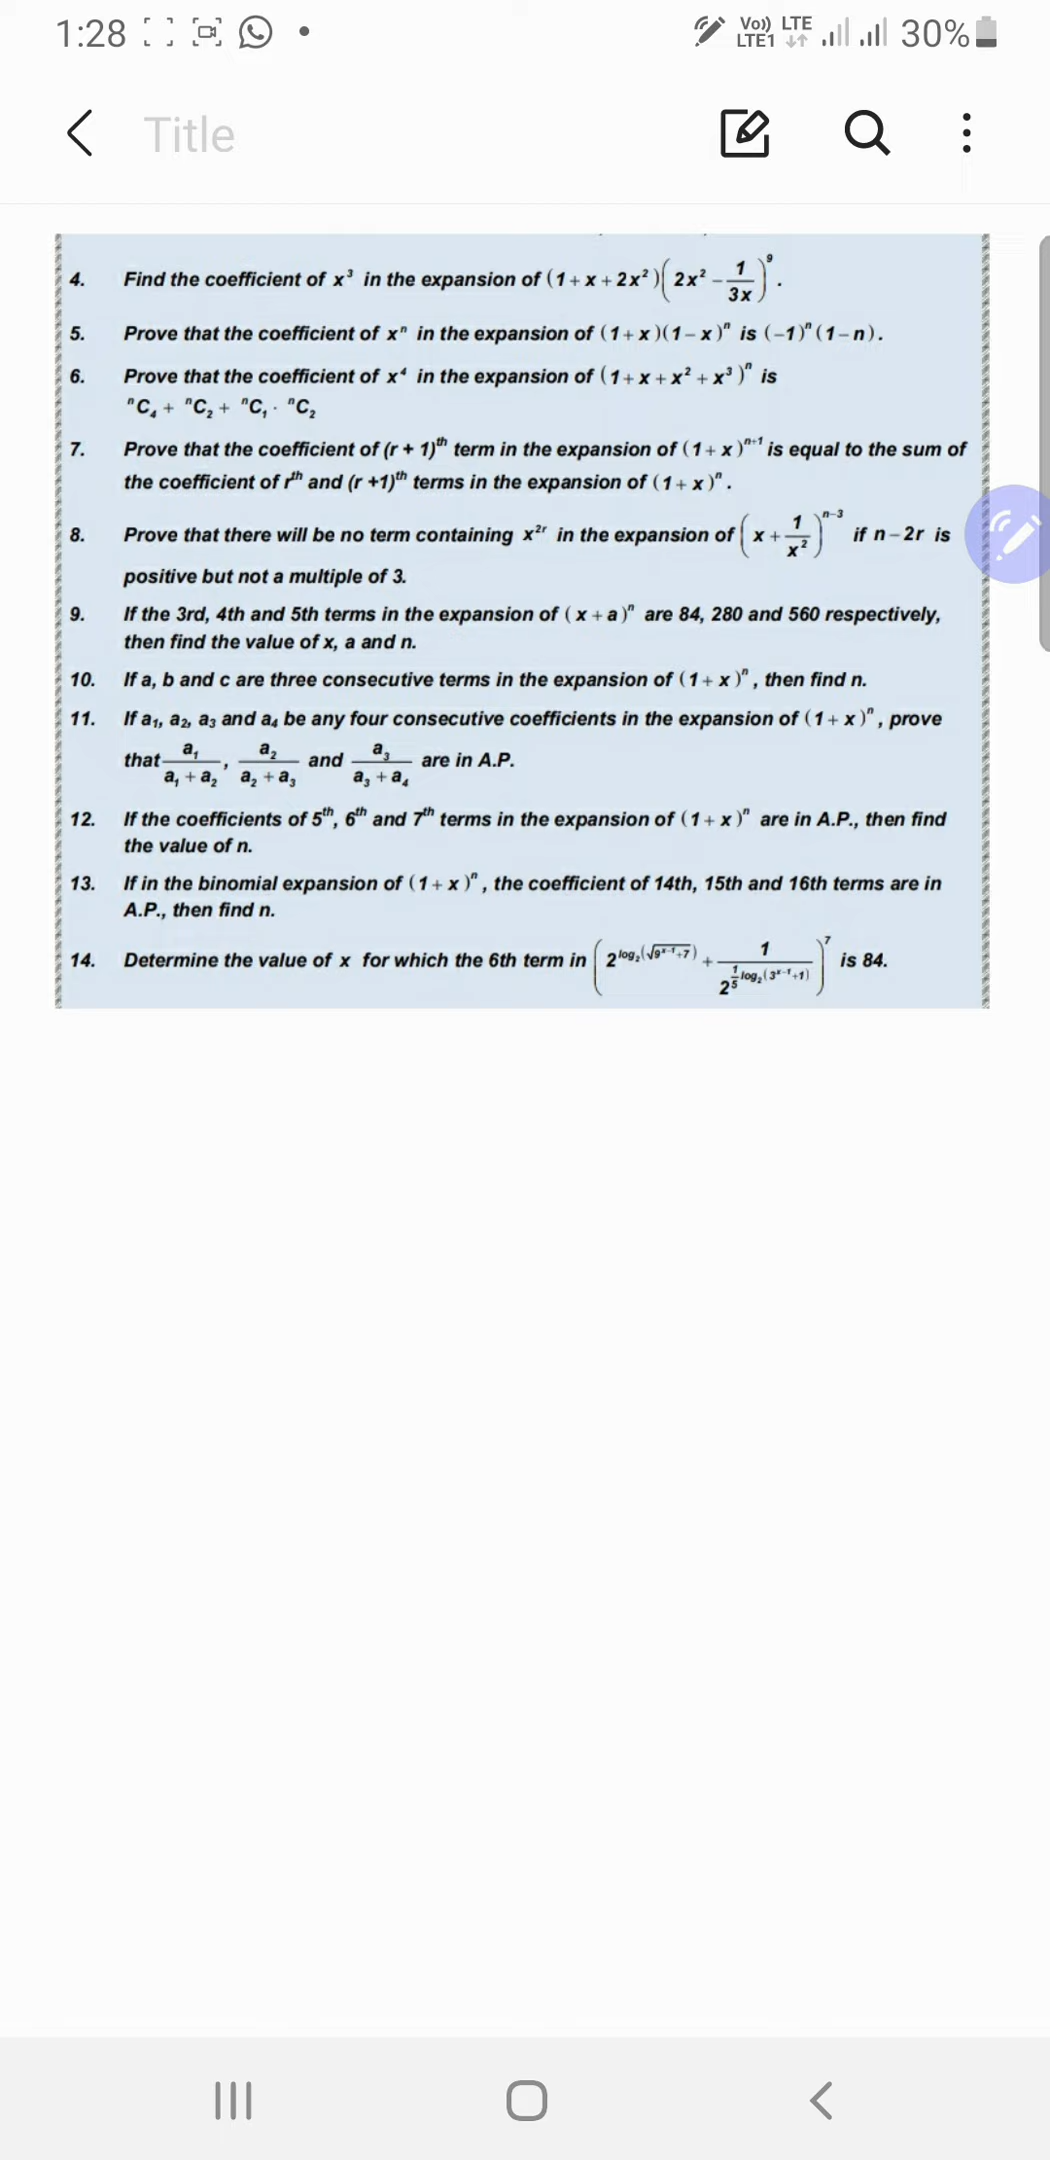 1:28 Vo)) LTE LTE1 30%
Title
4. Find the coefficient of x³ in the expansion of (1+x+2x²)(2x² - 1/3x)⁹.
5. Prove that the coefficient of xⁿ in the expansion of (1+x)(1-x)ⁿ is (-1)ⁿ(1-n).
6. Prove that the coefficient of x⁴ in the expansion of (1+x+x²+x³)ⁿ is
ⁿC₄ + ⁿC₂ + ⁿC₁ · ⁿC₂
7. Prove that the coefficient of (r + 1)ᵗʰ term in the expansion of (1+x)ⁿ⁺¹ is equal to the sum of
the coefficient of rᵗʰ and (r +1)ᵗʰ terms in the expansion of (1+x)ⁿ.
8. Prove that there will be no term containing x²ʳ in the expansion of (x + 1/x²)ⁿ⁻³ if n-2r is
positive but not a multiple of 3.
9. If the 3rd, 4th and 5th terms in the expansion of (x+a)ⁿ are 84, 280 and 560 respectively,
then find the value of x, a and n.
10. If a, b and c are three consecutive terms in the expansion of (1+x)ⁿ, then find n.
11. If a₁, a₂, a₃ and a₄ be any four consecutive coefficients in the expansion of (1+x)ⁿ, prove
that a₁/(a₁+a₂), a₂/(a₂+a₃) and a₃/(a₃+a₄) are in A.P.
12. If the coefficients of 5ᵗʰ, 6ᵗʰ and 7ᵗʰ terms in the expansion of (1+x)ⁿ are in A.P., then find
the value of n.
13. If in the binomial expansion of (1+x)ⁿ, the coefficient of 14th, 15th and 16th terms are in
A.P., then find n.
14. Determine the value of x for which the 6th term in (2^(log₂(√(9^(x-1)+7))) + 1/(2^((1/5)log₂(3^(x-1)+1))))⁷ is 84.